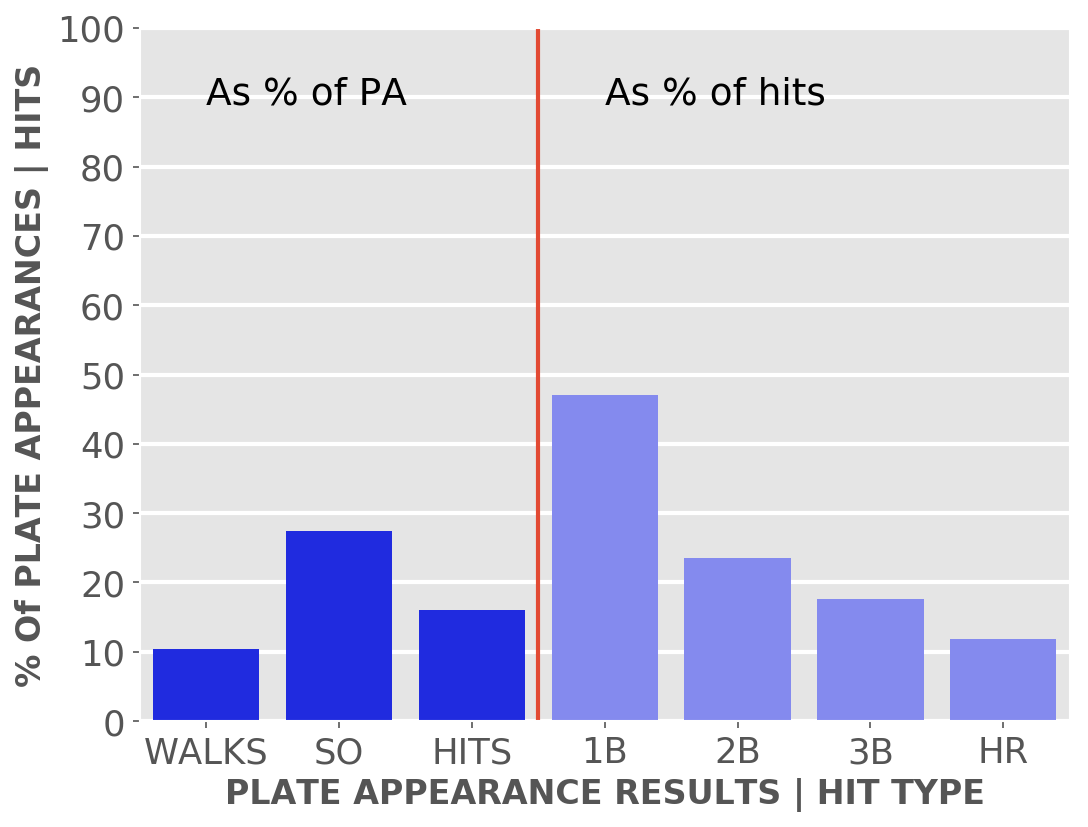 100
90
80
70
60
50
40
30
20
10
0
% Of PLATE APPEARANCES | HITS
As % of PA
As % of hits
WALKS SO HITS 1B 2B 3B HR
PLATE APPEARANCE RESULTS | HIT TYPE